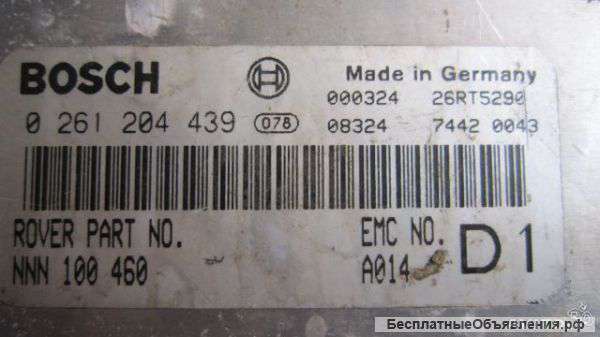 BOSCH
Made in Germany
000324 26RT5290
0 261 204 439 078 08324 7442 0043
ROVER PART NO. EMC NO. D1
NNN 100 460 A014
БесплатныеОбъявления.рф